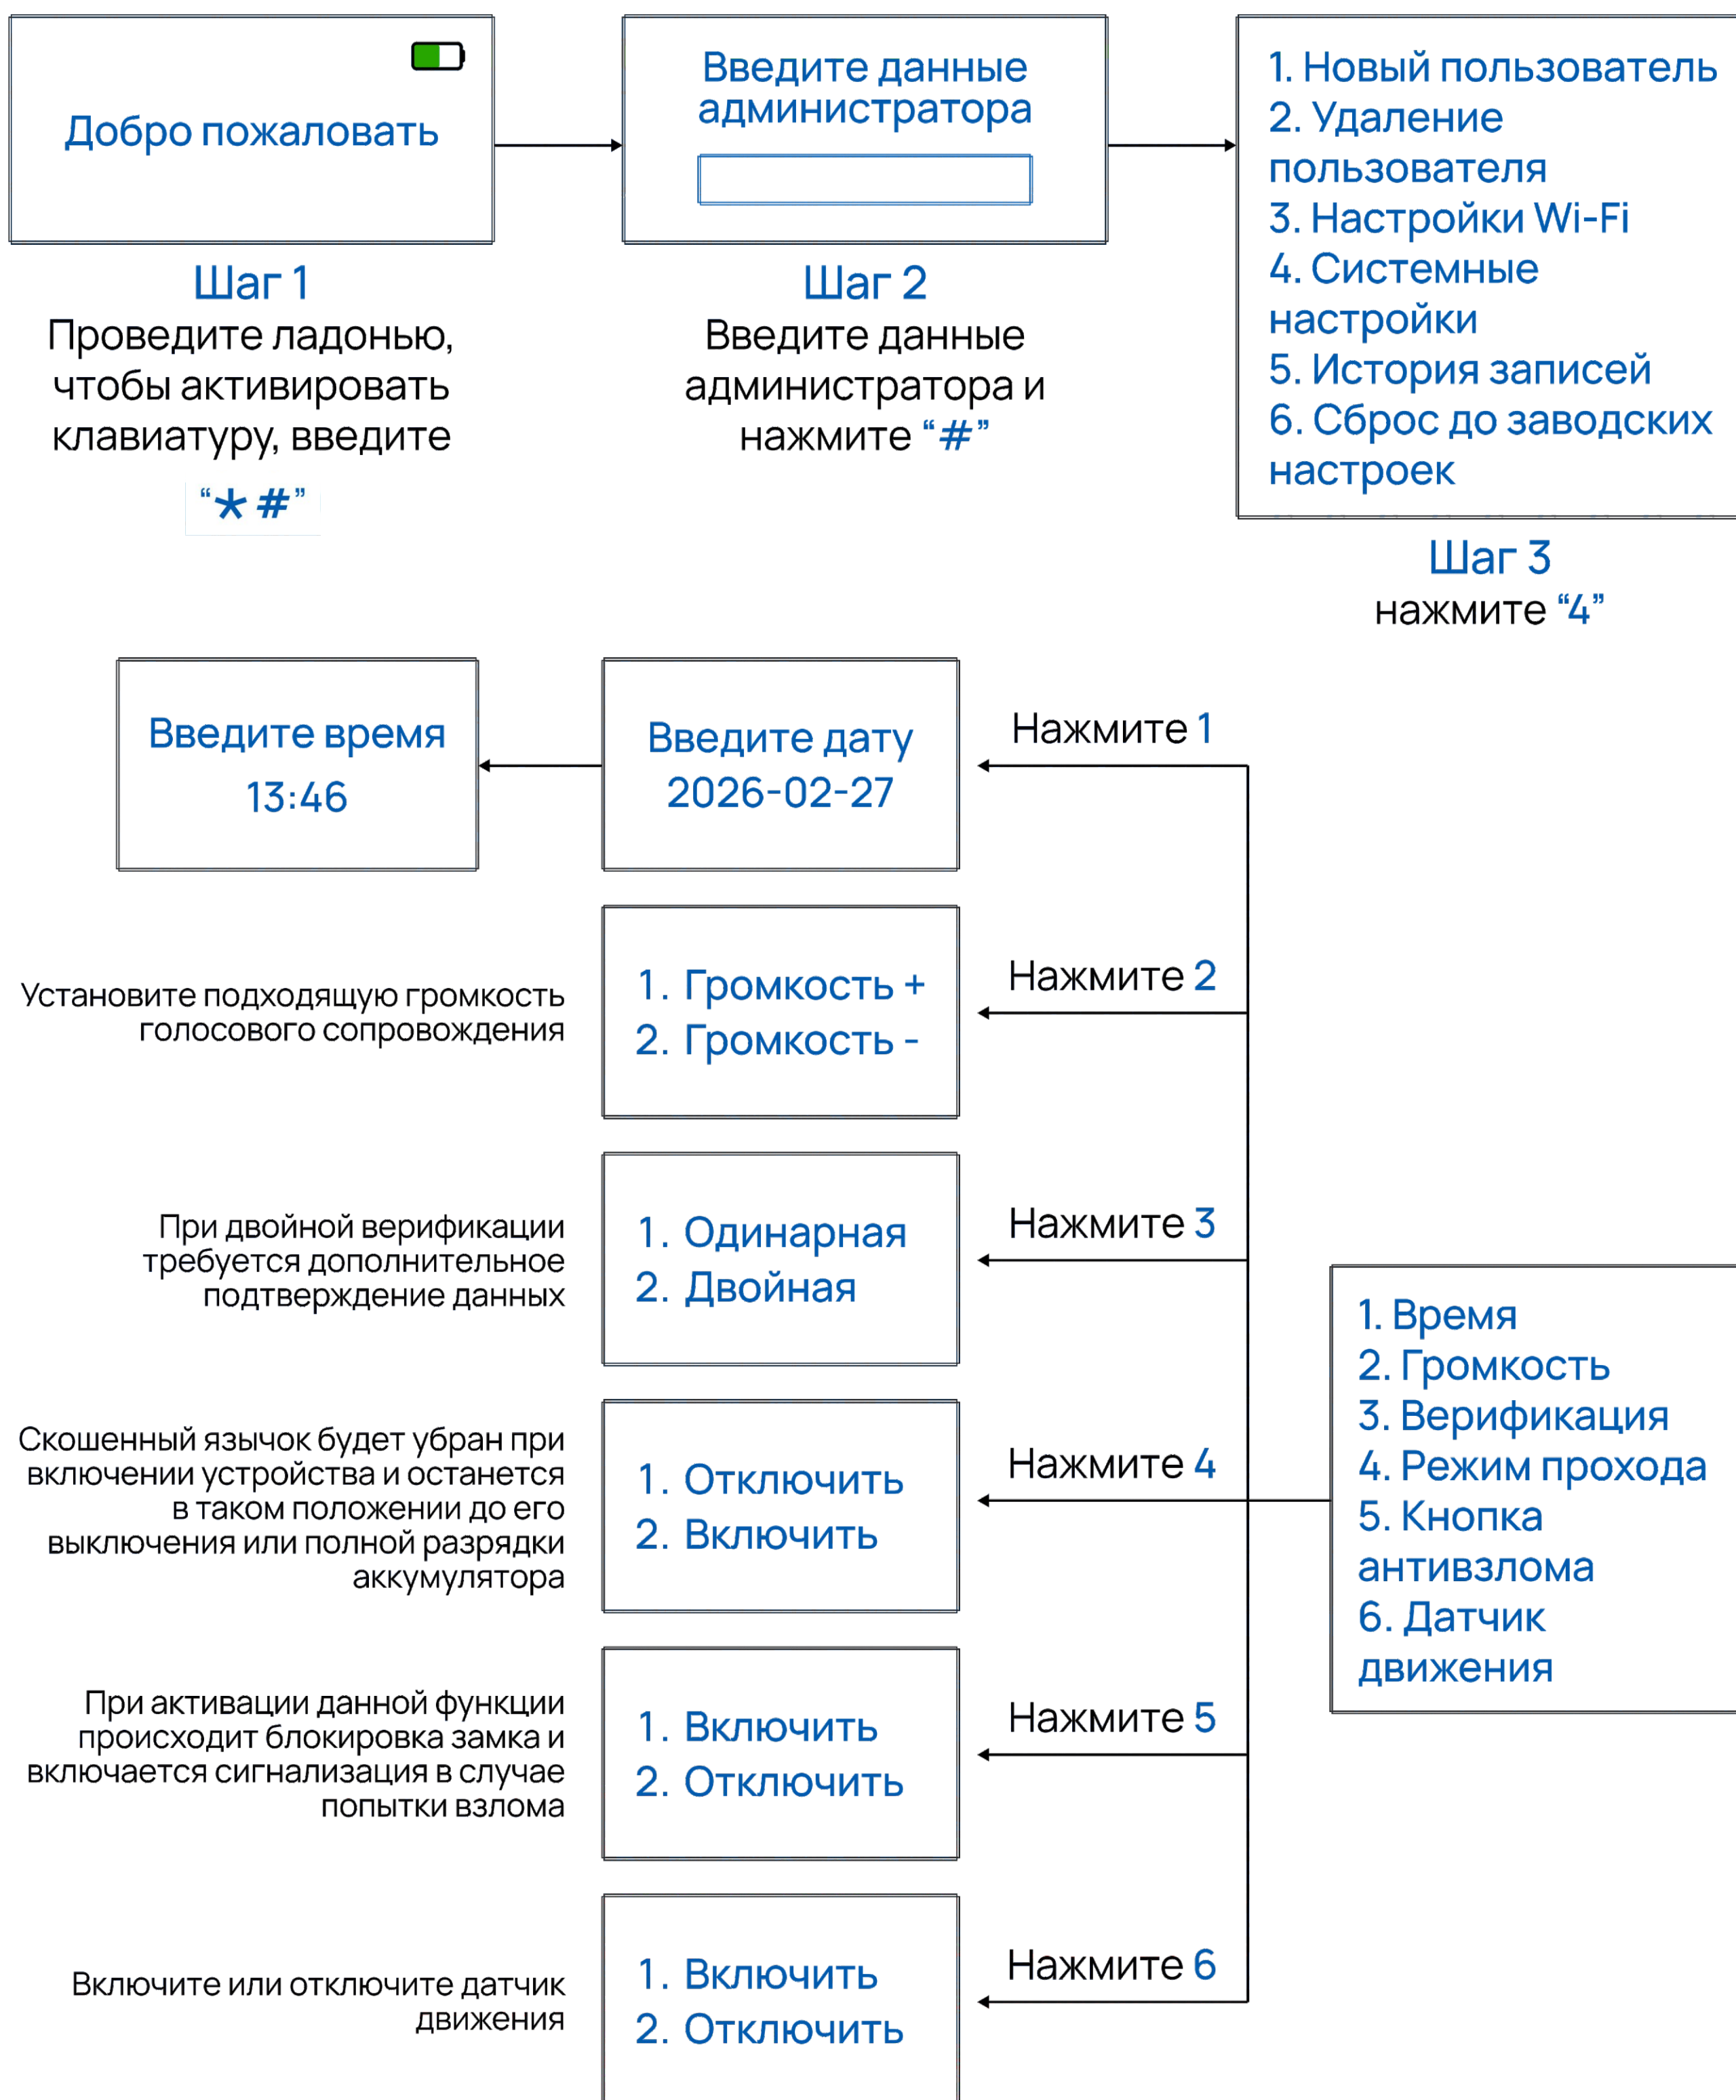 Добро пожаловать
Шаг 1
Проведите ладонью,
чтобы активировать
клавиатуру, введите
“* #”
Введите данные
администратора
Шаг 2
Введите данные
администратора и
нажмите “#”
1. Новый пользователь
2. Удаление
пользователя
3. Настройки Wi-Fi
4. Системные
настройки
5. История записей
6. Сброс до заводских
настроек
Шаг 3
нажмите “4”
Введите время
13:46
Введите дату
2026-02-27
Нажмите 1
Установите подходящую громкость
голосового сопровождения
1. Громкость +
2. Громкость -
Нажмите 2
При двойной верификации
требуется дополнительное
подтверждение данных
1. Одинарная
2. Двойная
Нажмите 3
Скошенный язычок будет убран при
включении устройства и останется
в таком положении до его
выключения или полной разрядки
аккумулятора
1. Отключить
2. Включить
Нажмите 4
1. Время
2. Громкость
3. Верификация
4. Режим прохода
5. Кнопка
антивзлома
6. Датчик
движения
При активации данной функции
происходит блокировка замка и
включается сигнализация в случае
попытки взлома
1. Включить
2. Отключить
Нажмите 5
Включите или отключите датчик
движения
1. Включить
2. Отключить
Нажмите 6